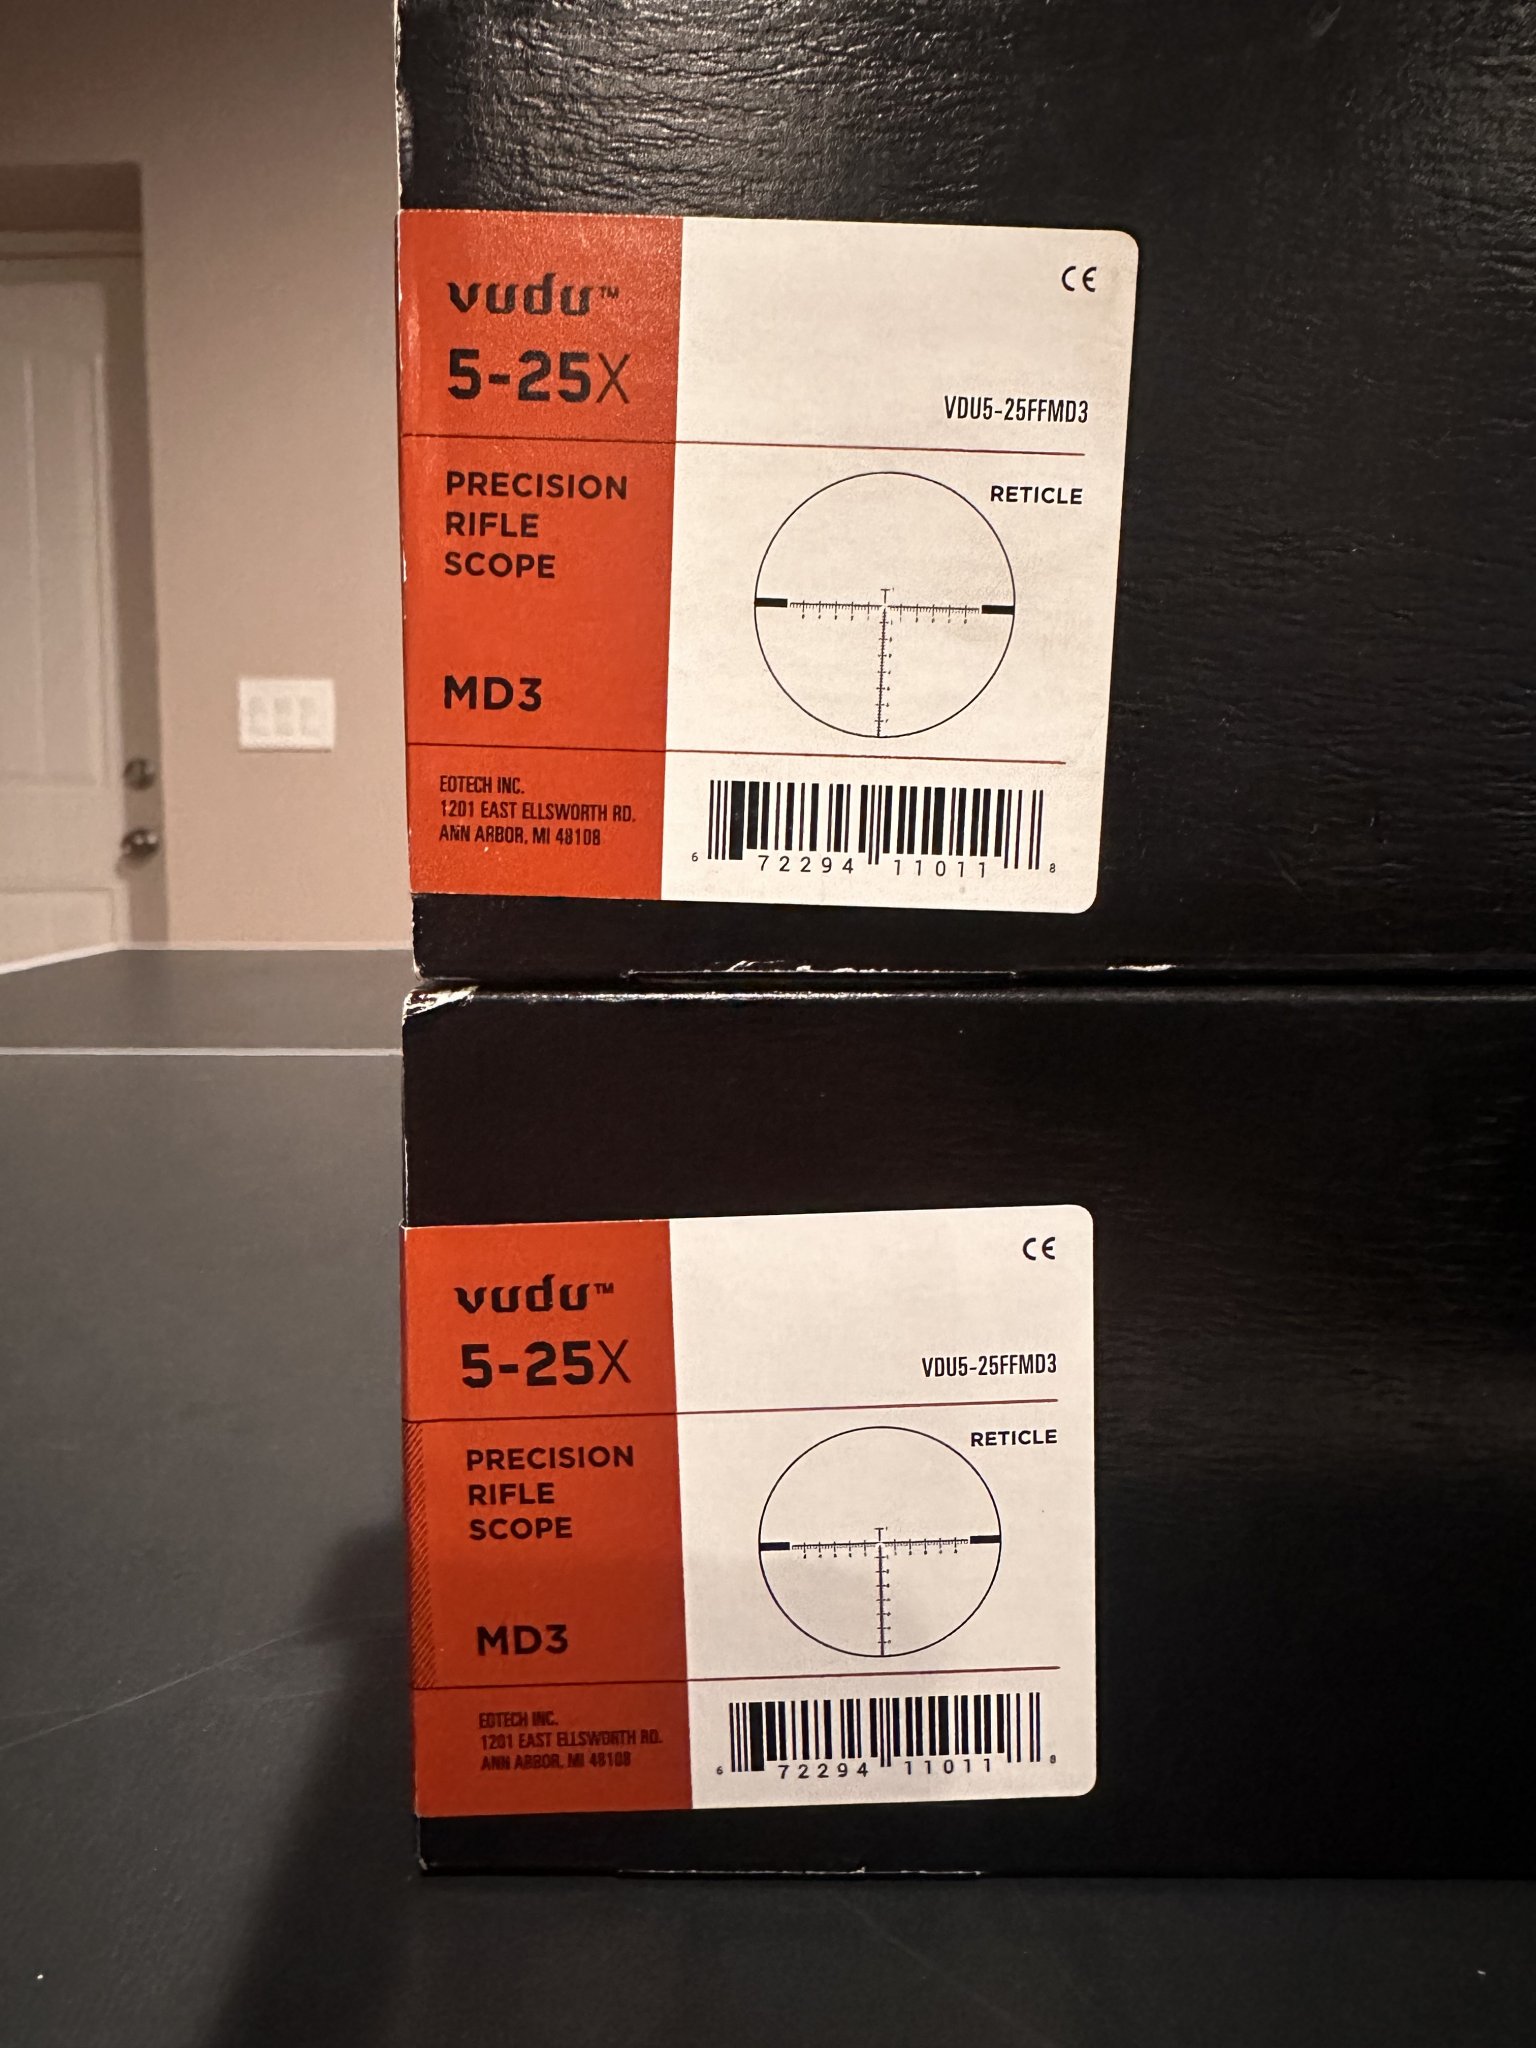 vudu™
5-25X
PRECISION
RIFLE
SCOPE
MD3
EOTECH INC.
1201 EAST ELLSWORTH RD.
ANN ARBOR, MI 48108
CE
VDU5-25FFMD3
RETICLE
6 72294 11011 8
vudu™
5-25X
PRECISION
RIFLE
SCOPE
MD3
EOTECH INC.
1201 EAST ELLSWORTH RD.
ANN ARBOR, MI 48108
CE
VDU5-25FFMD3
RETICLE
6 72294 11011 8